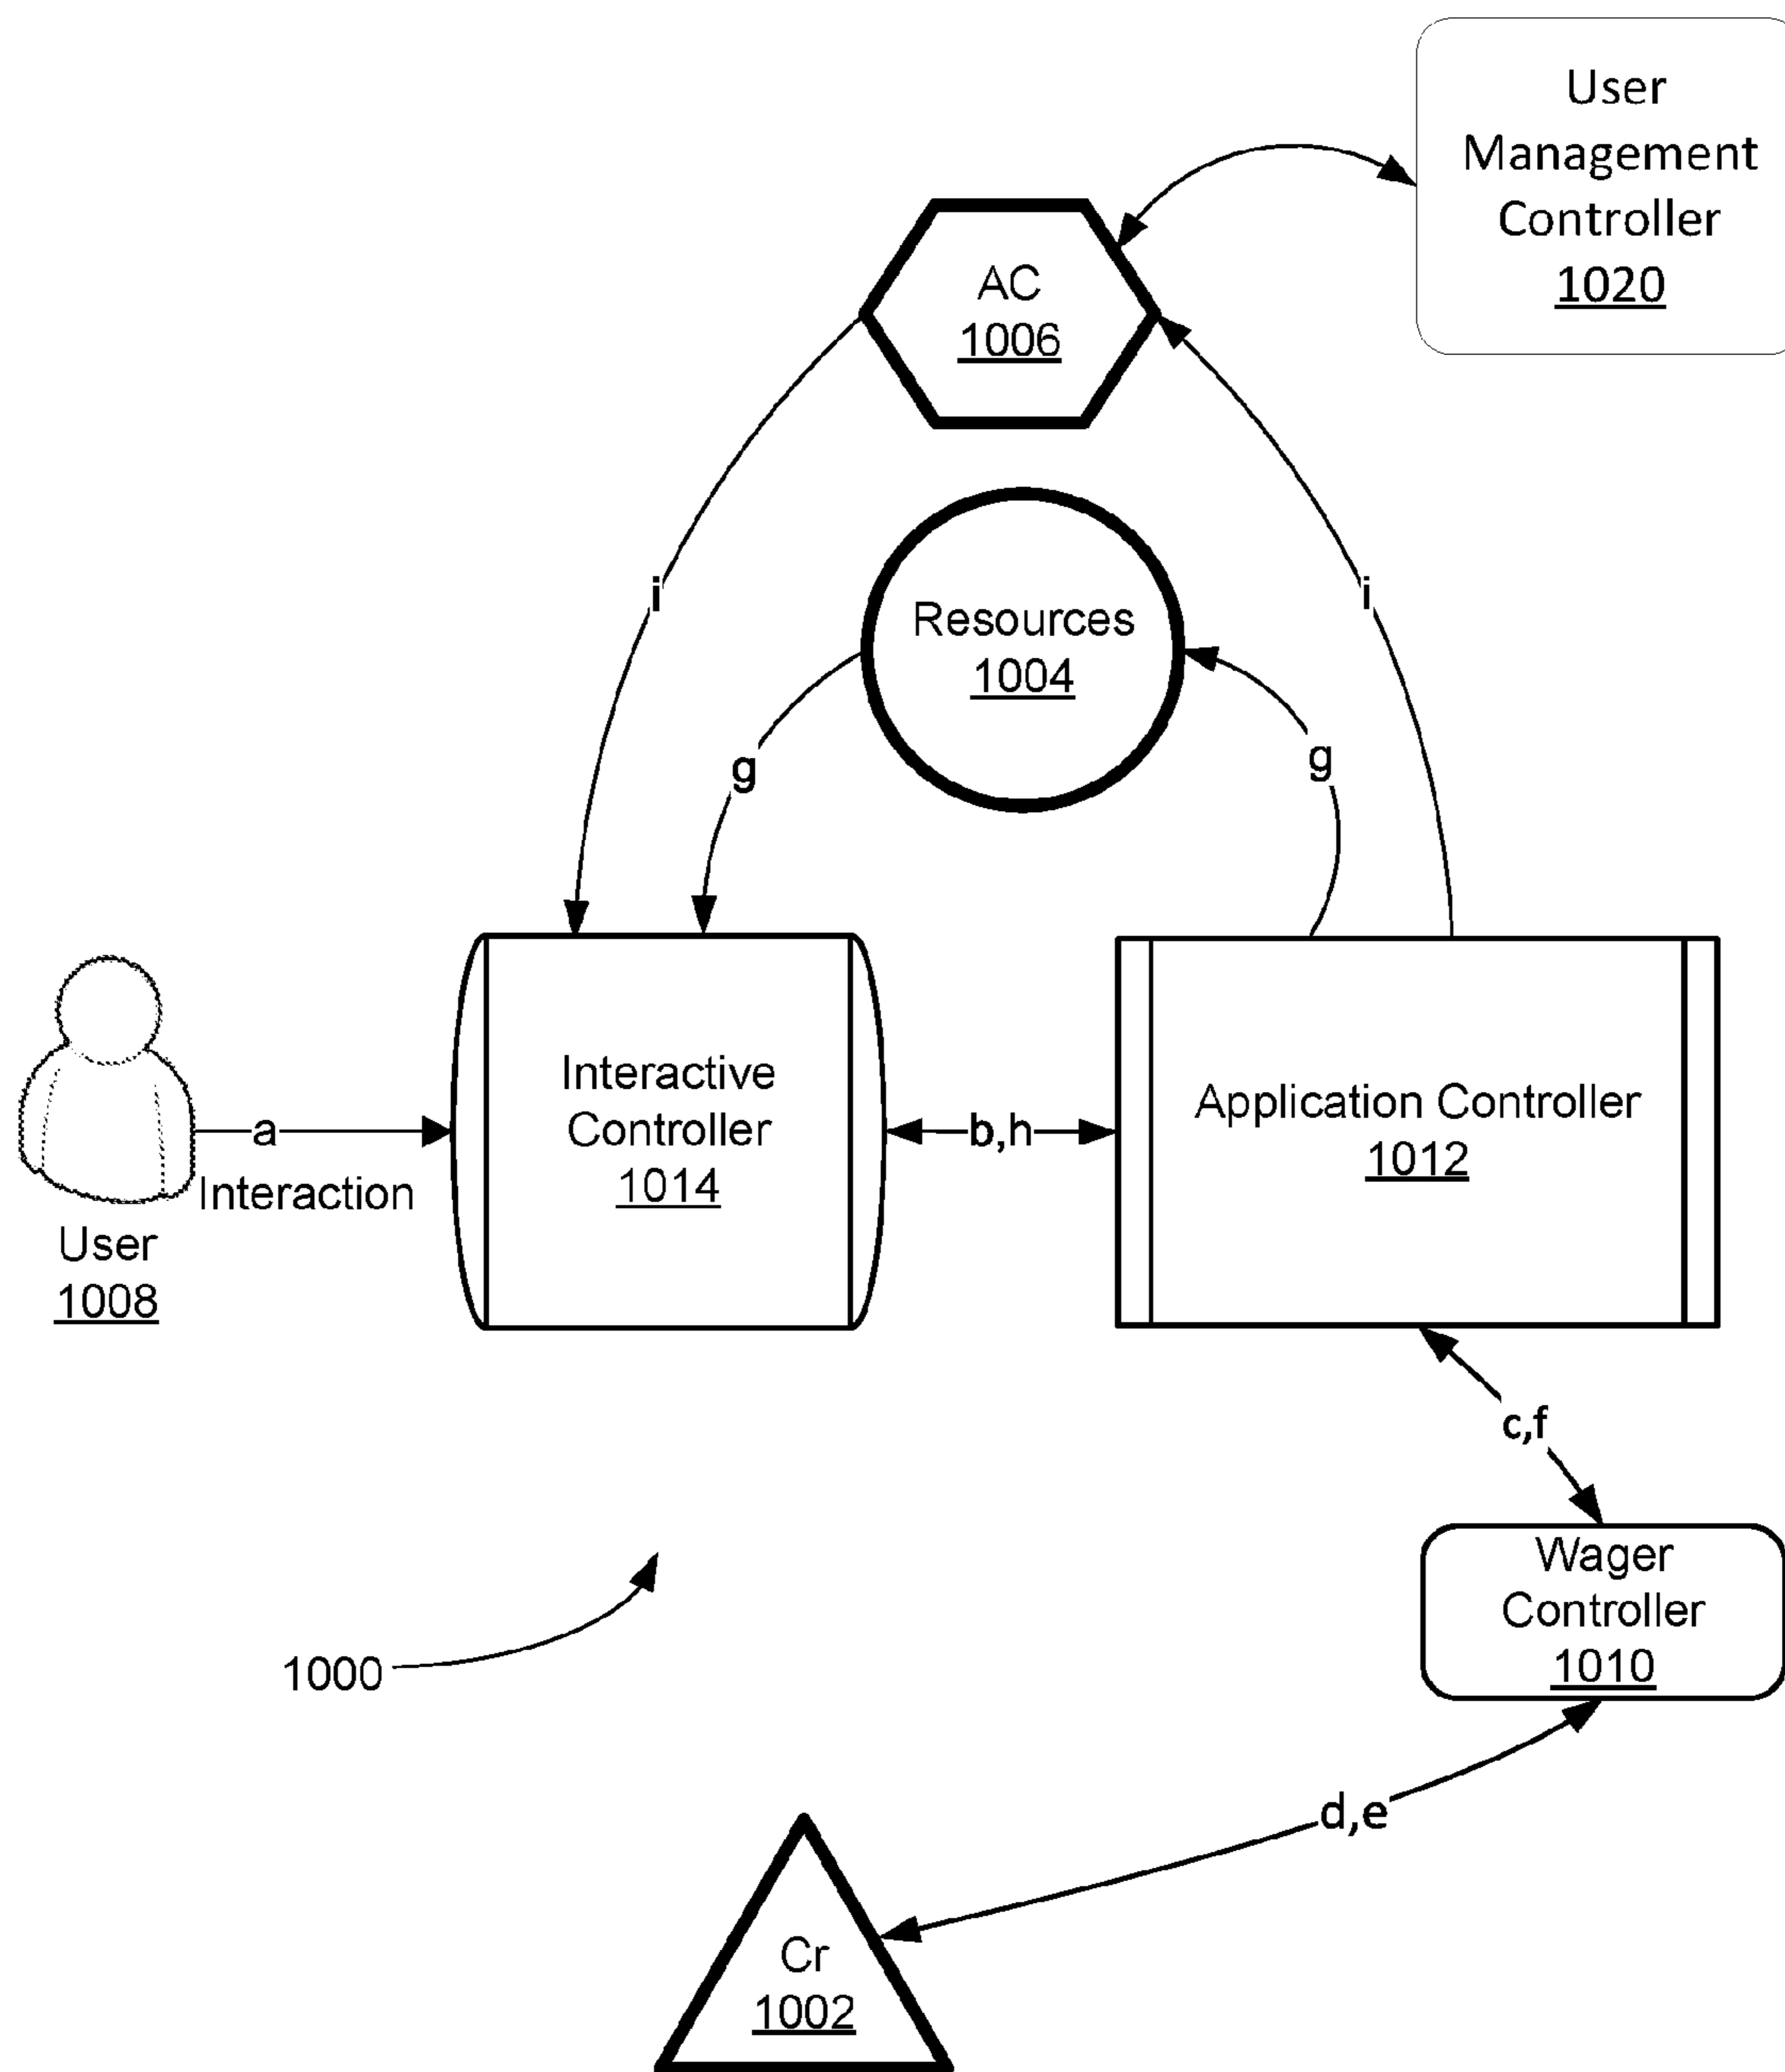 User
Management
Controller
1020
AC
1006
i
i
Resources
1004
g
g
Interactive
Controller
1014
Application Controller
1012
a
b,h
Interaction
User
1008
c,f
Wager
Controller
1010
1000
d,e
Cr
1002